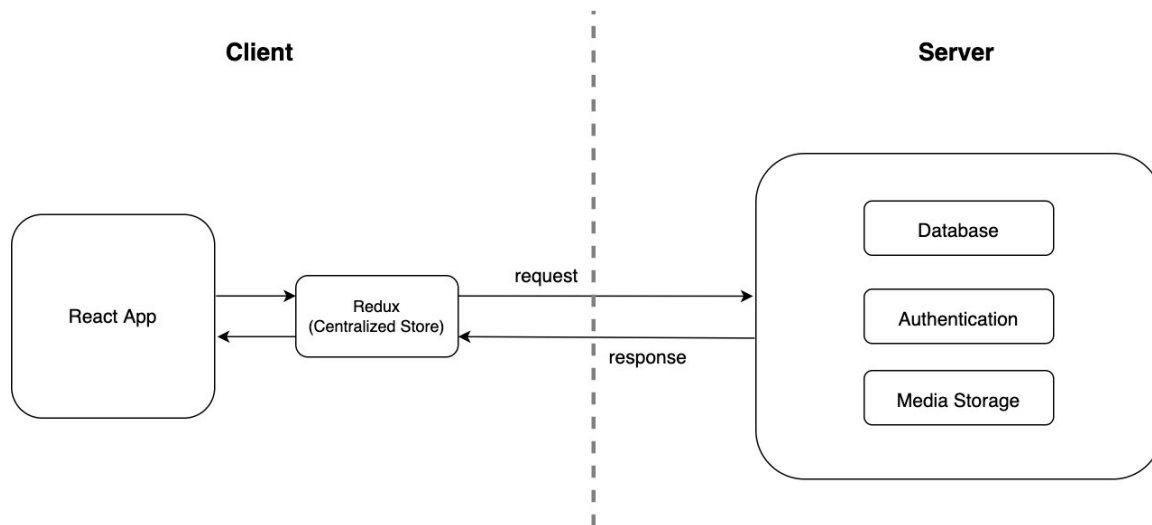 Client
Server
React App
Redux
(Centralized Store)
request
response
Database
Authentication
Media Storage